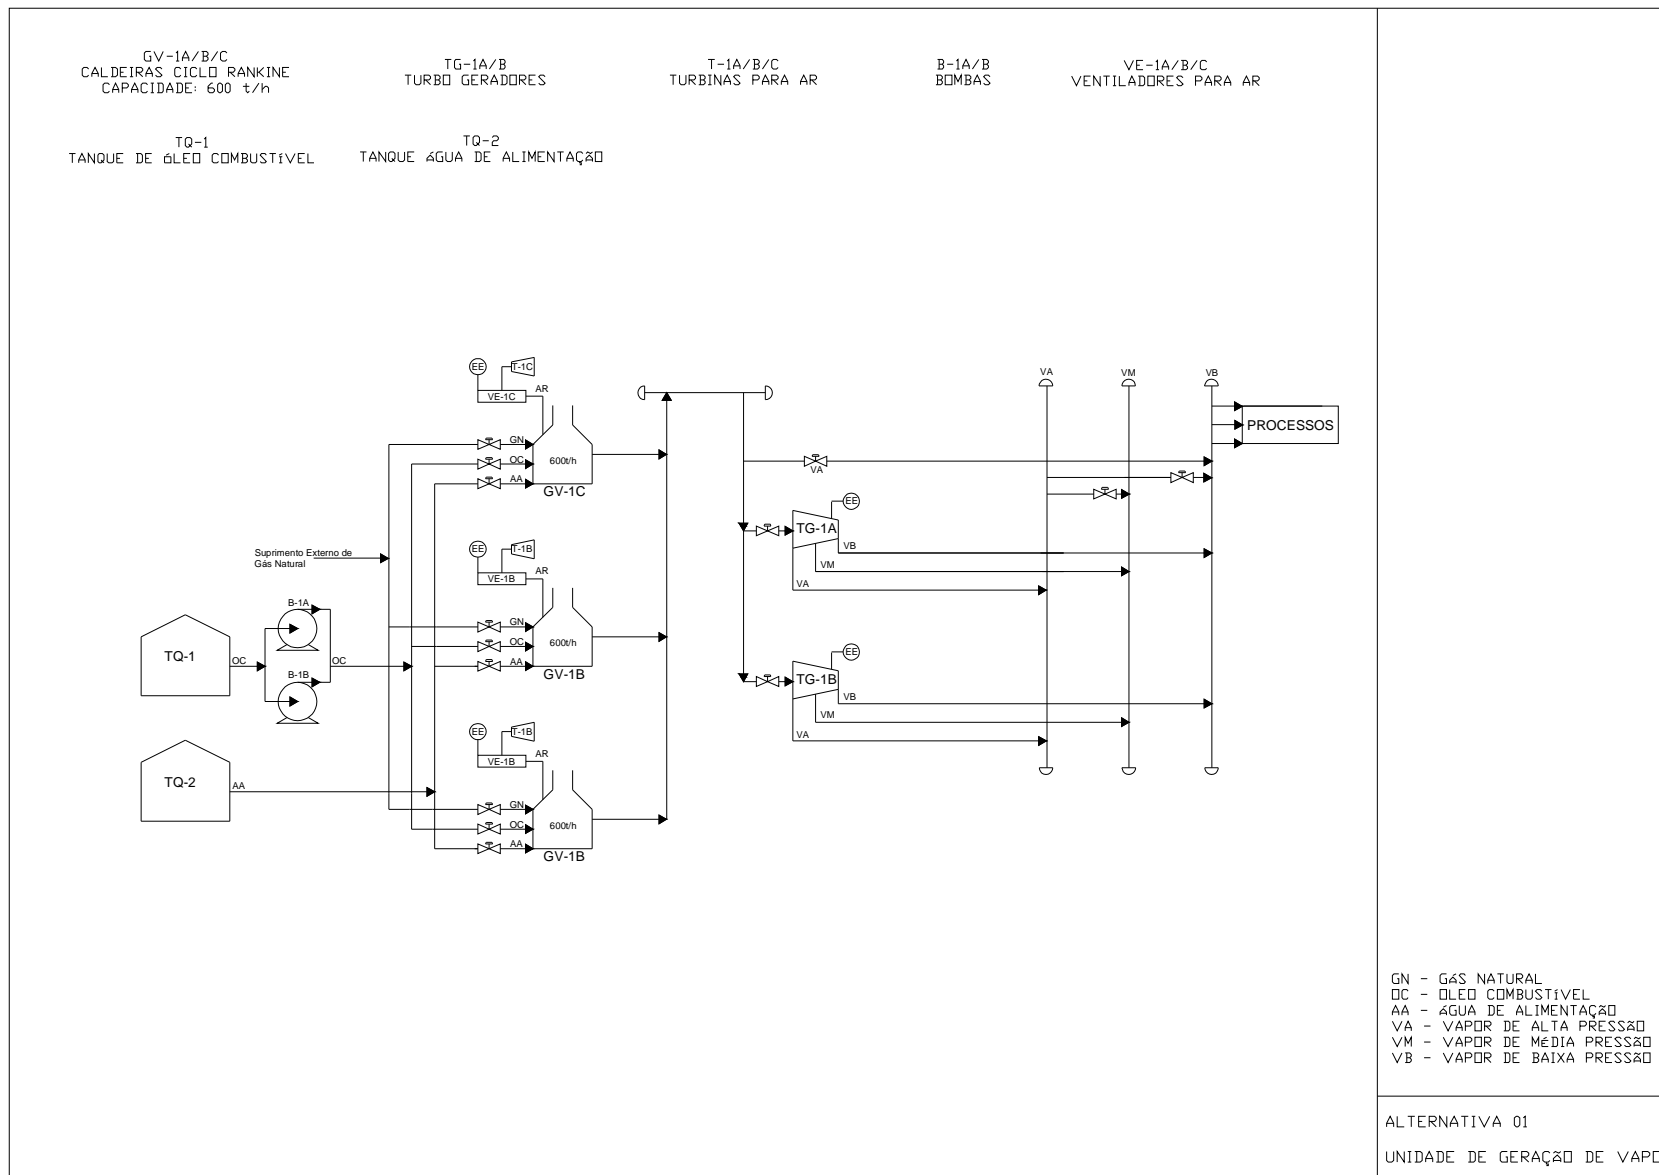 GV-1A/B/C
CALDEIRAS CICLO RANKINE
CAPACIDADE: 600 t/h
TG-1A/B
TURBO GERADORES
T-1A/B/C
TURBINAS PARA AR
B-1A/B
BOMBAS
VE-1A/B/C
VENTILADORES PARA AR
TQ-1
TANQUE DE óLEO COMBUSTíVEL
TQ-2
TANQUE áGUA DE ALIMENTAÇãO
EE
T-1C
VE-1C
AR
GN
OC
AA
600t/h
GV-1C
EE
T-1B
VE-1B
AR
GN
OC
AA
600t/h
GV-1B
EE
T-1B
VE-1B
AR
GN
OC
AA
600t/h
GV-1B
Suprimento Externo de
Gás Natural
B-1A
B-1B
TQ-1
OC
OC
TQ-2
AA
VA
VM
VB
PROCESSOS
VA
EE
TG-1A
VB
VM
VA
EE
TG-1B
VB
VM
VA
GN - GáS NATURAL
OC - OLEO COMBUSTíVEL
AA - áGUA DE ALIMENTAÇãO
VA - VAPOR DE ALTA PRESSãO
VM - VAPOR DE MéDIA PRESSãO
VB - VAPOR DE BAIXA PRESSãO
ALTERNATIVA 01
UNIDADE DE GERAÇãO DE VAPO